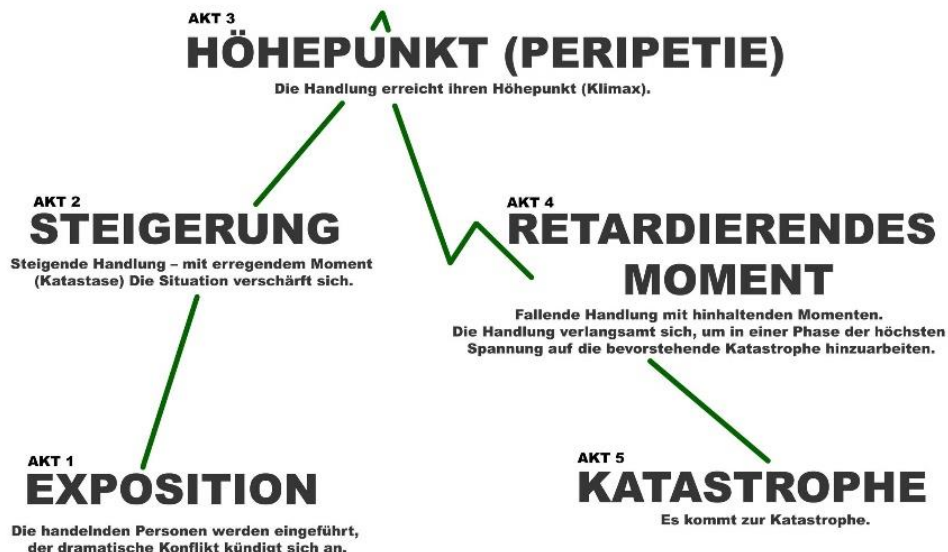 AKT 3
HÖHEPUNKT (PERIPETIE)
Die Handlung erreicht ihren Höhepunkt (Klimax).
AKT 2
STEIGERUNG
Steigende Handlung – mit erregendem Moment
(Katastase) Die Situation verschärft sich.
AKT 4
RETARDIERENDES
MOMENT
Fallende Handlung mit hinhaltenden Momenten.
Die Handlung verlangsamt sich, um in einer Phase der höchsten
Spannung auf die bevorstehende Katastrophe hinzuarbeiten.
AKT 1
EXPOSITION
Die handelnden Personen werden eingeführt,
der dramatische Konflikt kündigt sich an.
AKT 5
KATASTROPHE
Es kommt zur Katastrophe.